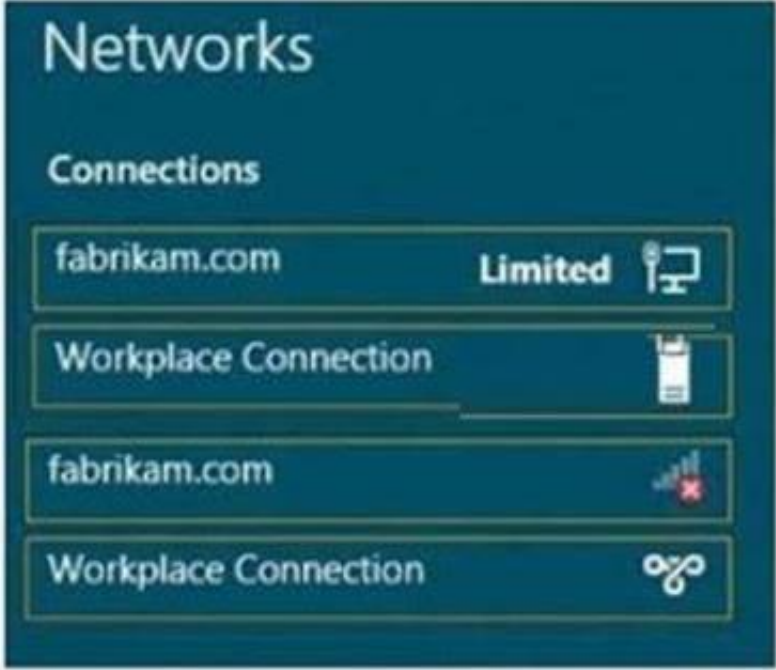 Networks
Connections
fabrikam.com Limited
Workplace Connection
fabrikam.com
Workplace Connection